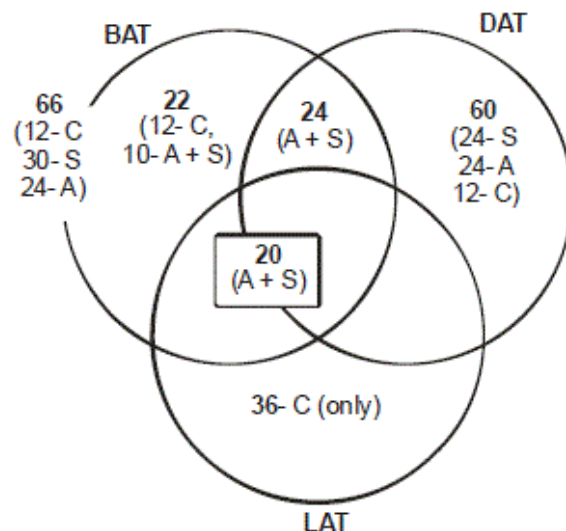 BAT
DAT
66
(12- C
30- S
24- A)
22
(12- C,
10- A + S)
24
(A + S)
60
(24- S
24- A
12- C)
20
(A + S)
36- C (only)
LAT